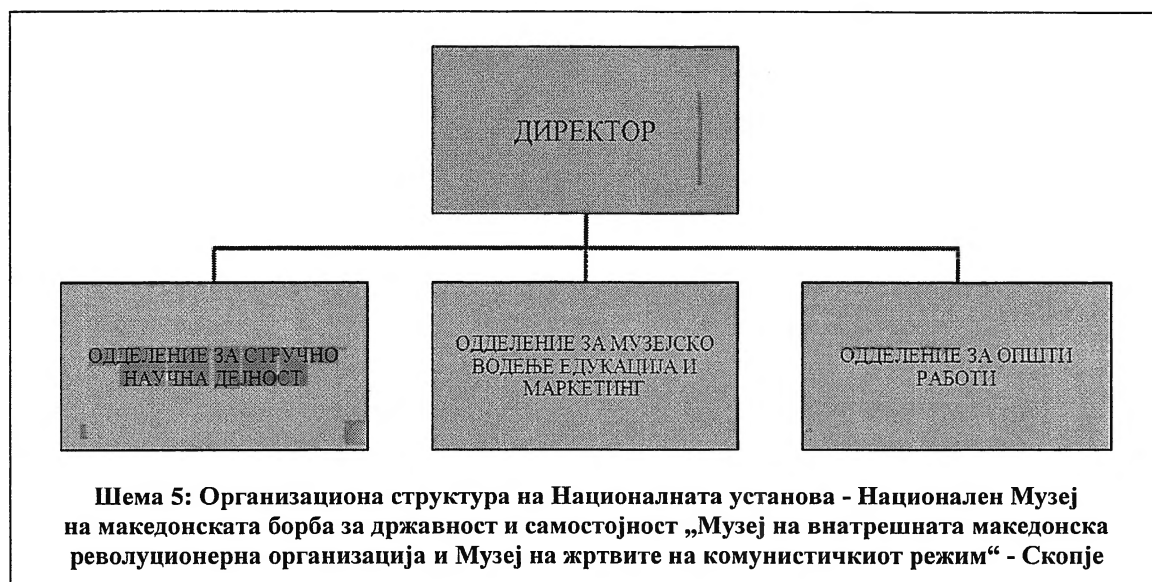 ДИРЕКТОР
ОДДЕЛЕНИЕ ЗА СТРУЧНО
НАУЧНА ДЕЈНОСТ
ОДДЕЛЕНИЕ ЗА МУЗЕЈСКО
ВОДЕЊЕ ЕДУКАЦИЈА И
МАРКЕТИНГ
ОДДЕЛЕНИЕ ЗА ОПШТИ
РАБОТИ
Шема 5: Организациона структура на Националната установа - Национален Музеј
на македонската борба за државност и самостојност „Музеј на внатрешната македонска
револуционерна организација и Музеј на жртвите на комунистичкиот режим“ - Скопје